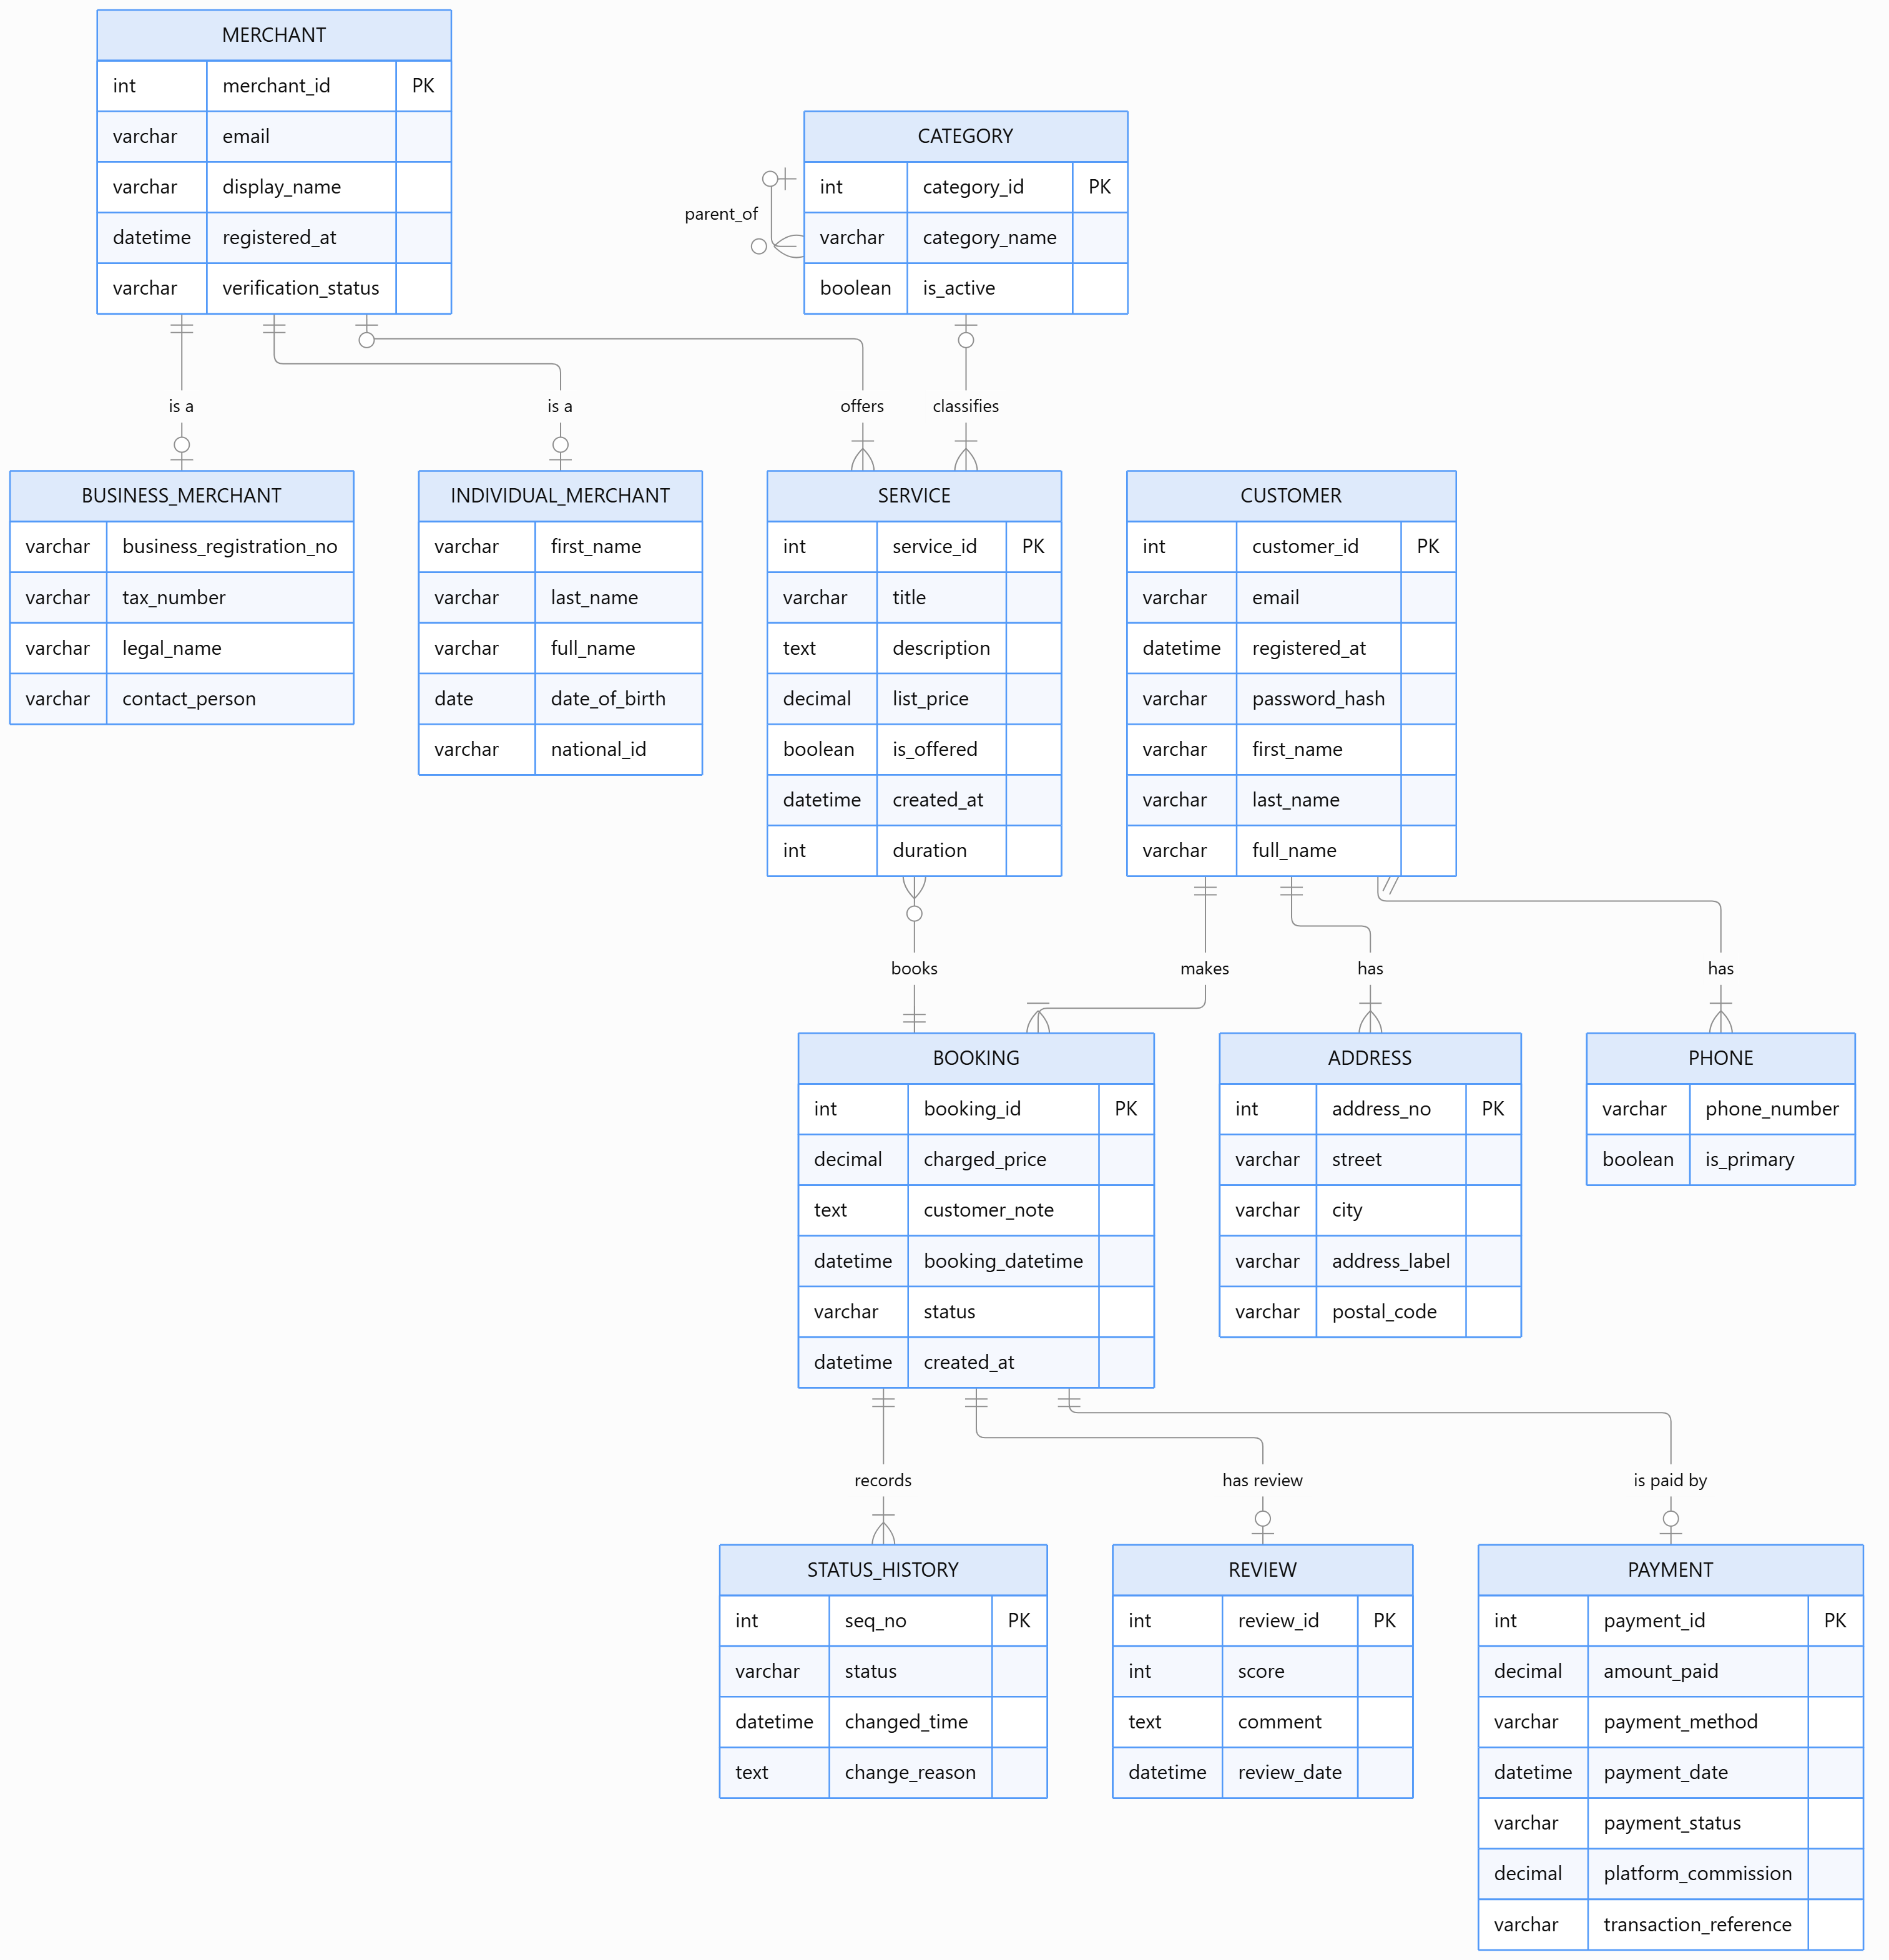 MERCHANT
int merchant_id PK
varchar email
varchar display_name
datetime registered_at
varchar verification_status
CATEGORY
int category_id PK
varchar category_name
boolean is_active
parent_of
is a
is a
offers
classifies
BUSINESS_MERCHANT
varchar business_registration_no
varchar tax_number
varchar legal_name
varchar contact_person
INDIVIDUAL_MERCHANT
varchar first_name
varchar last_name
varchar full_name
date date_of_birth
varchar national_id
SERVICE
int service_id PK
varchar title
text description
decimal list_price
boolean is_offered
datetime created_at
int duration
CUSTOMER
int customer_id PK
varchar email
datetime registered_at
varchar password_hash
varchar first_name
varchar last_name
varchar full_name
books
makes
has
has
BOOKING
int booking_id PK
decimal charged_price
text customer_note
datetime booking_datetime
varchar status
datetime created_at
ADDRESS
int address_no PK
varchar street
varchar city
varchar address_label
varchar postal_code
PHONE
varchar phone_number
boolean is_primary
records
has review
is paid by
STATUS_HISTORY
int seq_no PK
varchar status
datetime changed_time
text change_reason
REVIEW
int review_id PK
int score
text comment
datetime review_date
PAYMENT
int payment_id PK
decimal amount_paid
varchar payment_method
datetime payment_date
varchar payment_status
decimal platform_commission
varchar transaction_reference